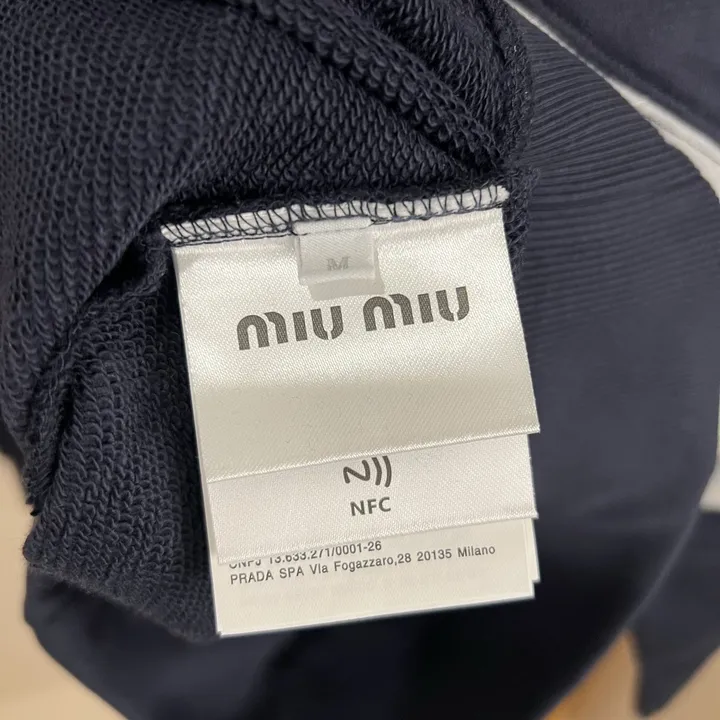 M
miu miu
NFC
CNPJ 13.633.271/0001-26
PRADA SPA Via Fogazzaro,28 20135 Milano